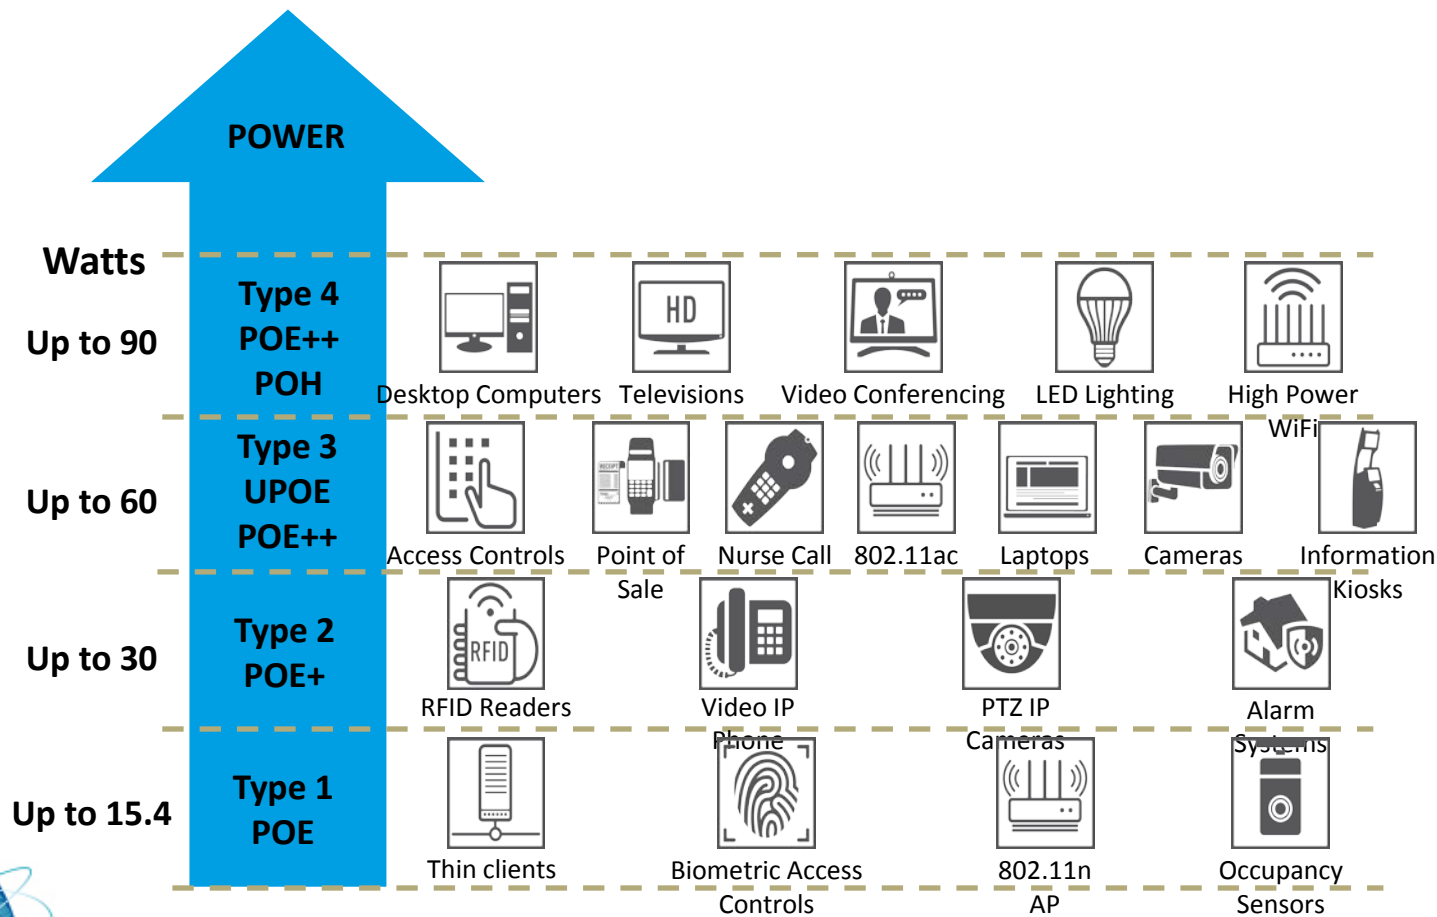 POWER
Watts
Up to 90
Type 4
POE++
POH
HD
Desktop Computers
Televisions
Video Conferencing
LED Lighting
High Power
WiFi
Up to 60
Type 3
UPOE
POE++
RECEIPT
Access Controls
Point of
Sale
Nurse Call
802.11ac
Laptops
Cameras
Information
Kiosks
Up to 30
Type 2
POE+
RFID
RFID Readers
Video IP
Phone
PTZ IP
Cameras
Alarm
Systems
Up to 15.4
Type 1
POE
Thin clients
Biometric Access
Controls
802.11n
AP
Occupancy
Sensors